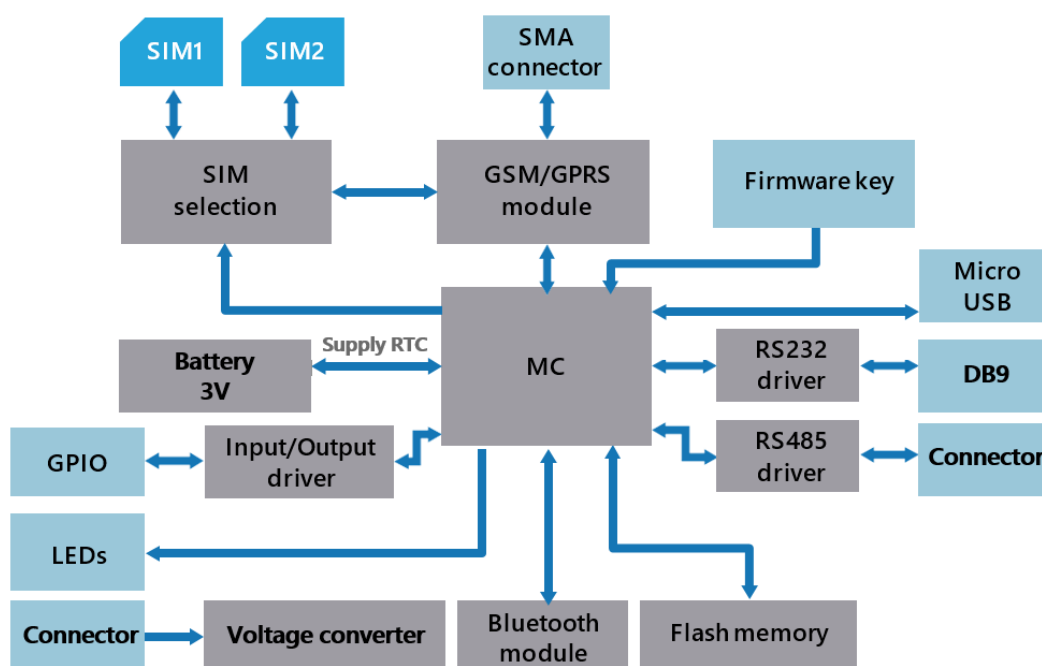 SIM1
SIM2
SMA
connector
SIM
selection
GSM/GPRS
module
Firmware key
Micro
USB
Battery
3V
Supply RTC
MC
RS232
driver
DB9
GPIO
Input/Output
driver
RS485
driver
Connector
LEDs
Connector
Voltage converter
Bluetooth
module
Flash memory